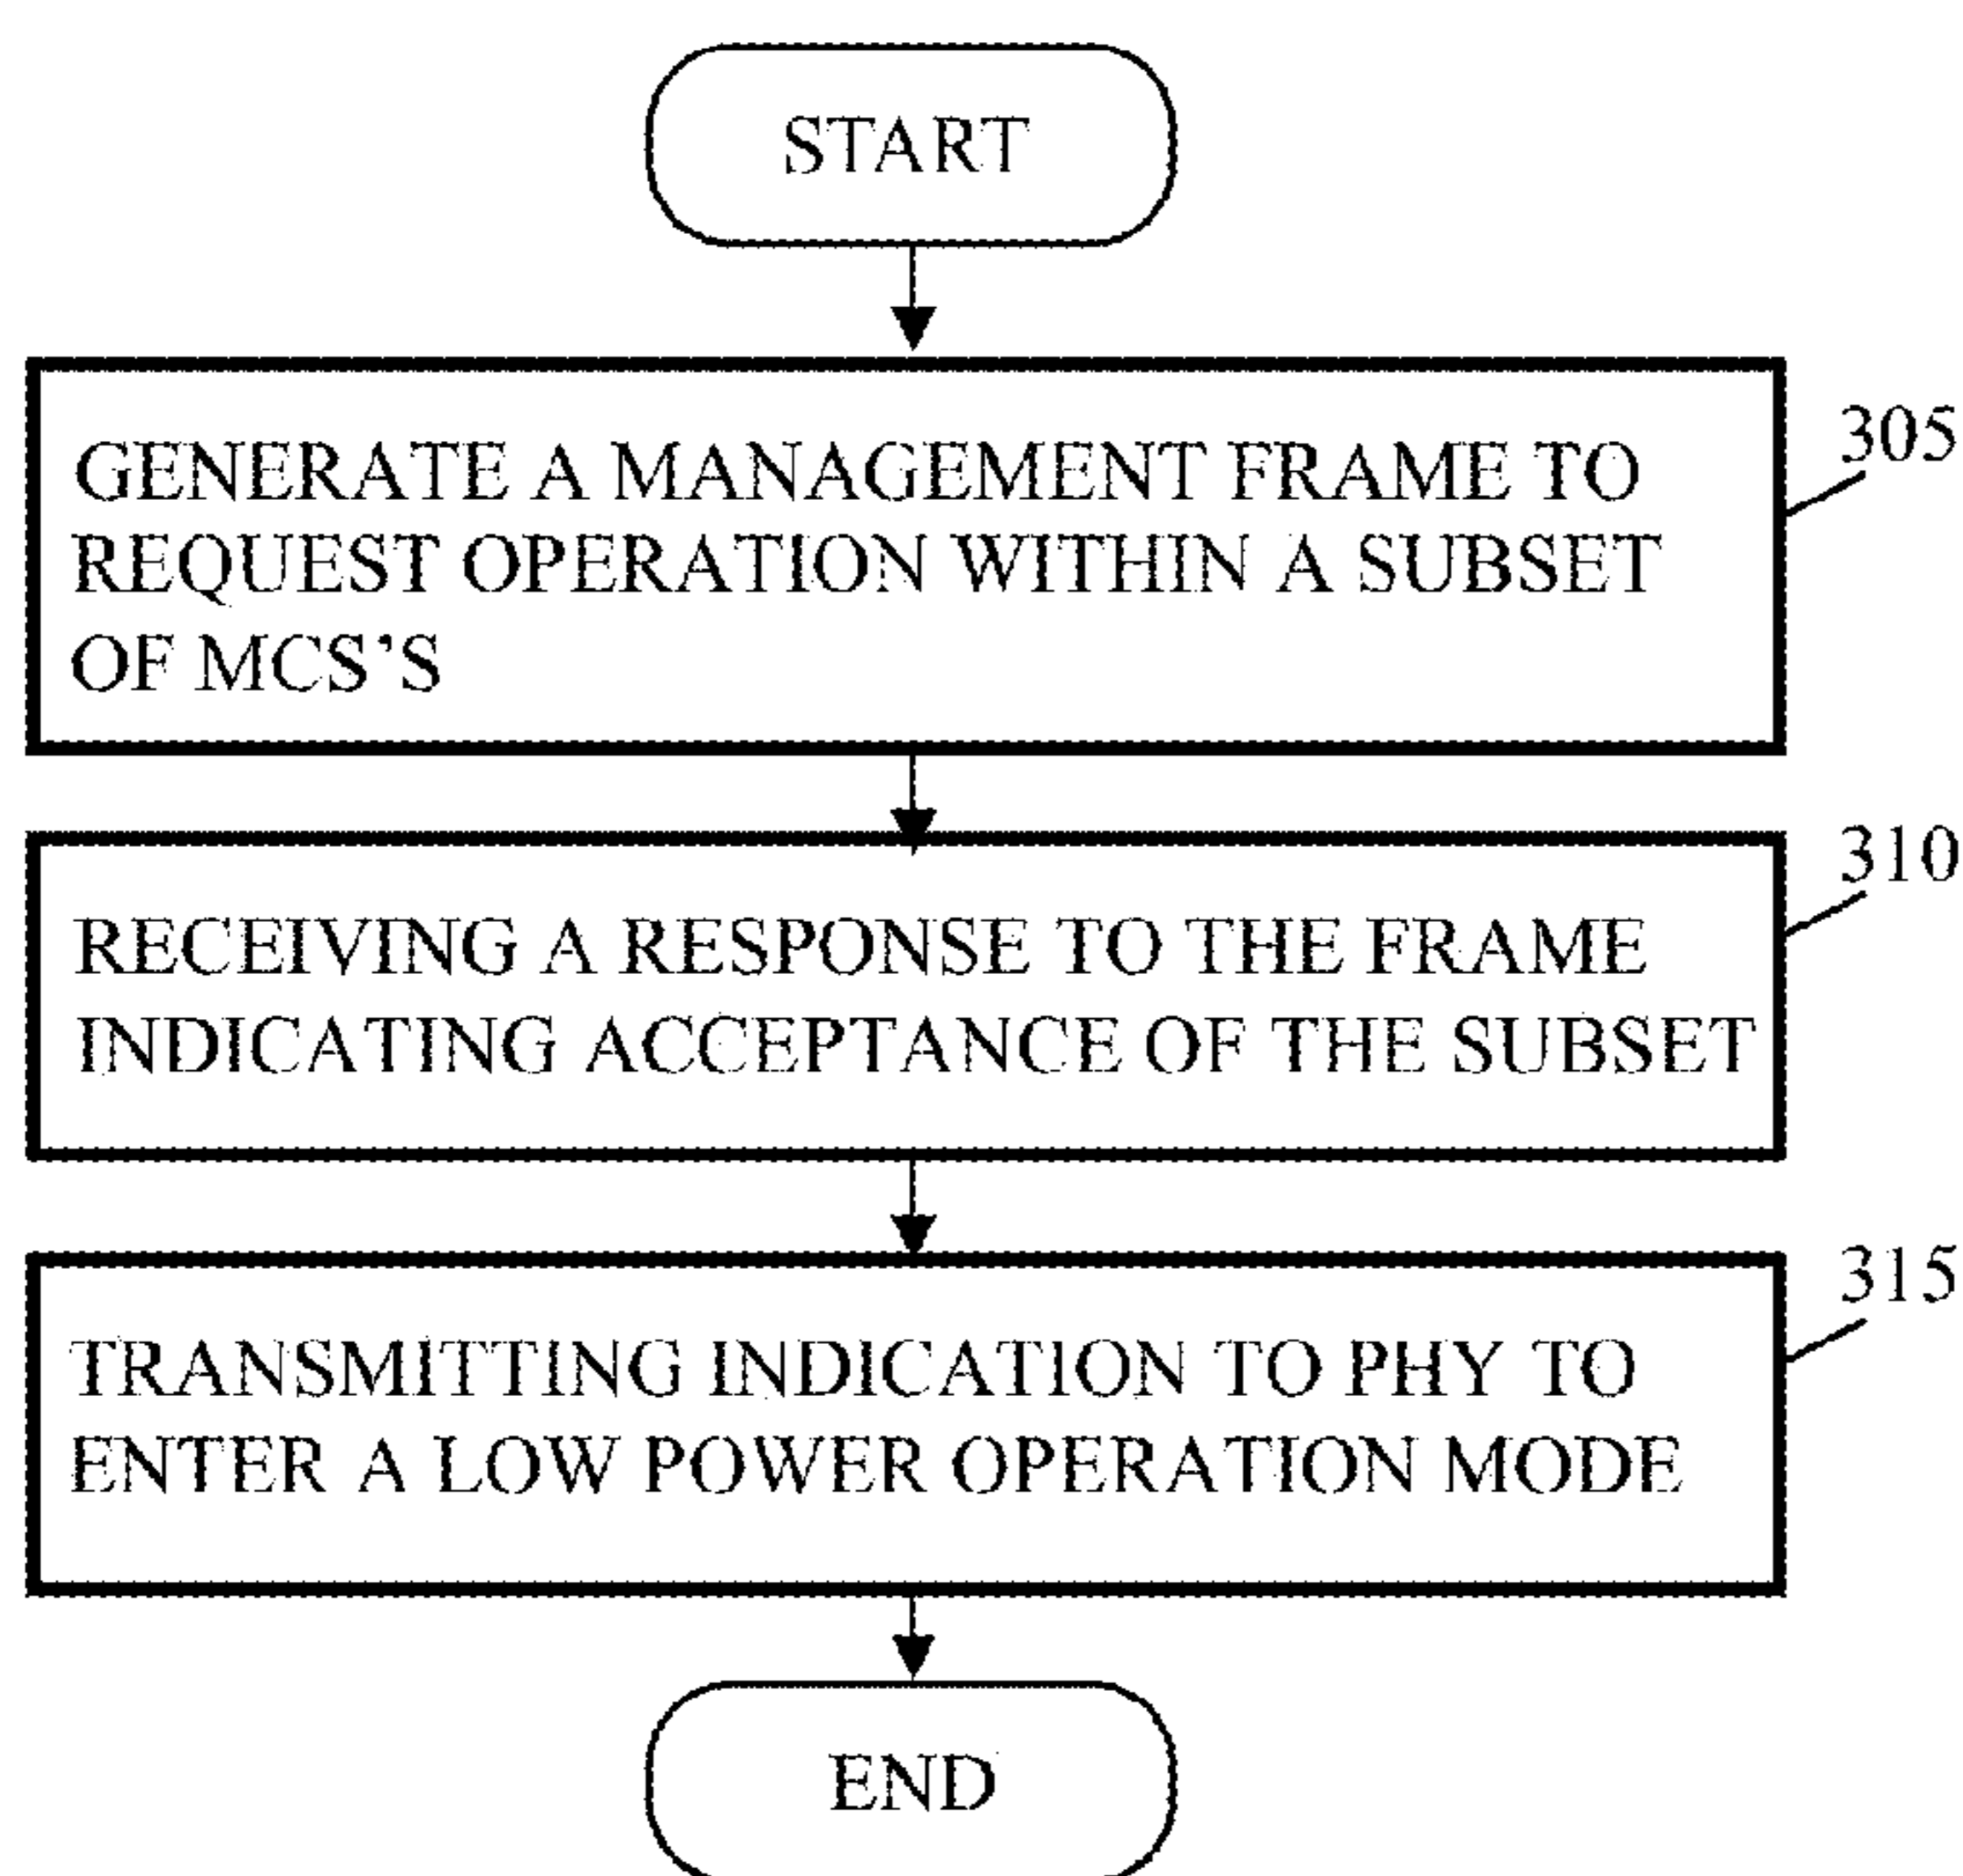 START
305
GENERATE A MANAGEMENT FRAME TO
REQUEST OPERATION WITHIN A SUBSET
OF MCS'S
310
RECEIVING A RESPONSE TO THE FRAME
INDICATING ACCEPTANCE OF THE SUBSET
315
TRANSMITTING INDICATION TO PHY TO
ENTER A LOW POWER OPERATION MODE
END